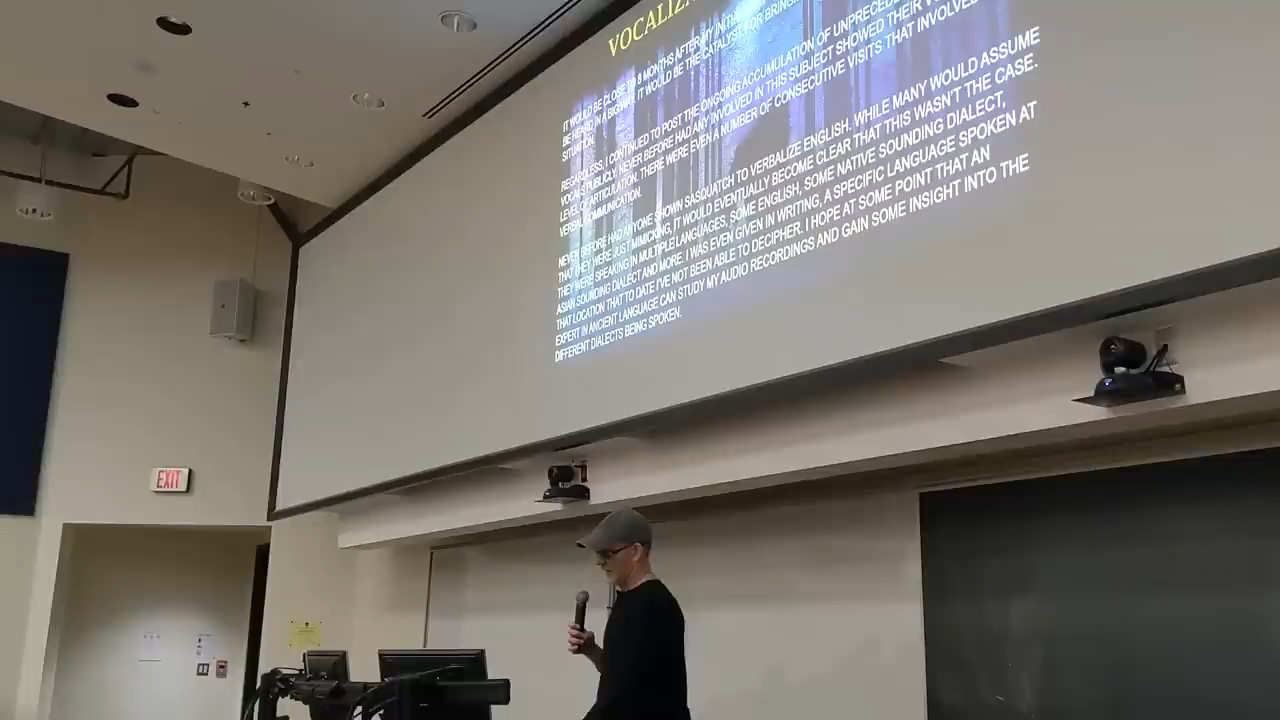 VOCALIZA
IT WOULD BE CLOSE TO 8 MONTHS AFTER MY INITIAL
BE HEARD IN A BIG WAY. IT WOULD BE THE CATALYST FOR BRINGING
SITUATION.
REGARDLESS, I CONTINUED TO POST THE ONGOING ACCUMULATION OF UNPRECEDE
VOCALS PUBLICLY. NEVER BEFORE HAD ANY INVOLVED IN THIS SUBJECT SHOWED THEIR
LEVEL OF ARTICULATION. THERE WERE EVEN A NUMBER OF CONSECUTIVE VISITS THAT INVOLVED
VERBAL COMMUNICATION.
NEVER BEFORE HAD ANYONE SHOWN SASQUATCH TO VERBALIZE ENGLISH. WHILE MANY WOULD ASSUME
THAT THEY WERE JUST MIMICKING, IT WOULD EVENTUALLY BECOME CLEAR THAT THIS WASN'T THE CASE.
THEY WERE SPEAKING IN MULTIPLE LANGUAGES, SOME ENGLISH, SOME NATIVE SOUNDING DIALECT,
ASIAN SOUNDING DIALECT AND MORE. I WAS EVEN GIVEN IN WRITING, A SPECIFIC LANGUAGE SPOKEN AT
THAT LOCATION THAT TO DATE I'VE NOT BEEN ABLE TO DECIPHER. I HOPE AT SOME POINT THAT AN
EXPERT IN ANCIENT LANGUAGE CAN STUDY MY AUDIO RECORDINGS AND GAIN SOME INSIGHT INTO THE
DIFFERENT DIALECTS BEING SPOKEN.
EXIT